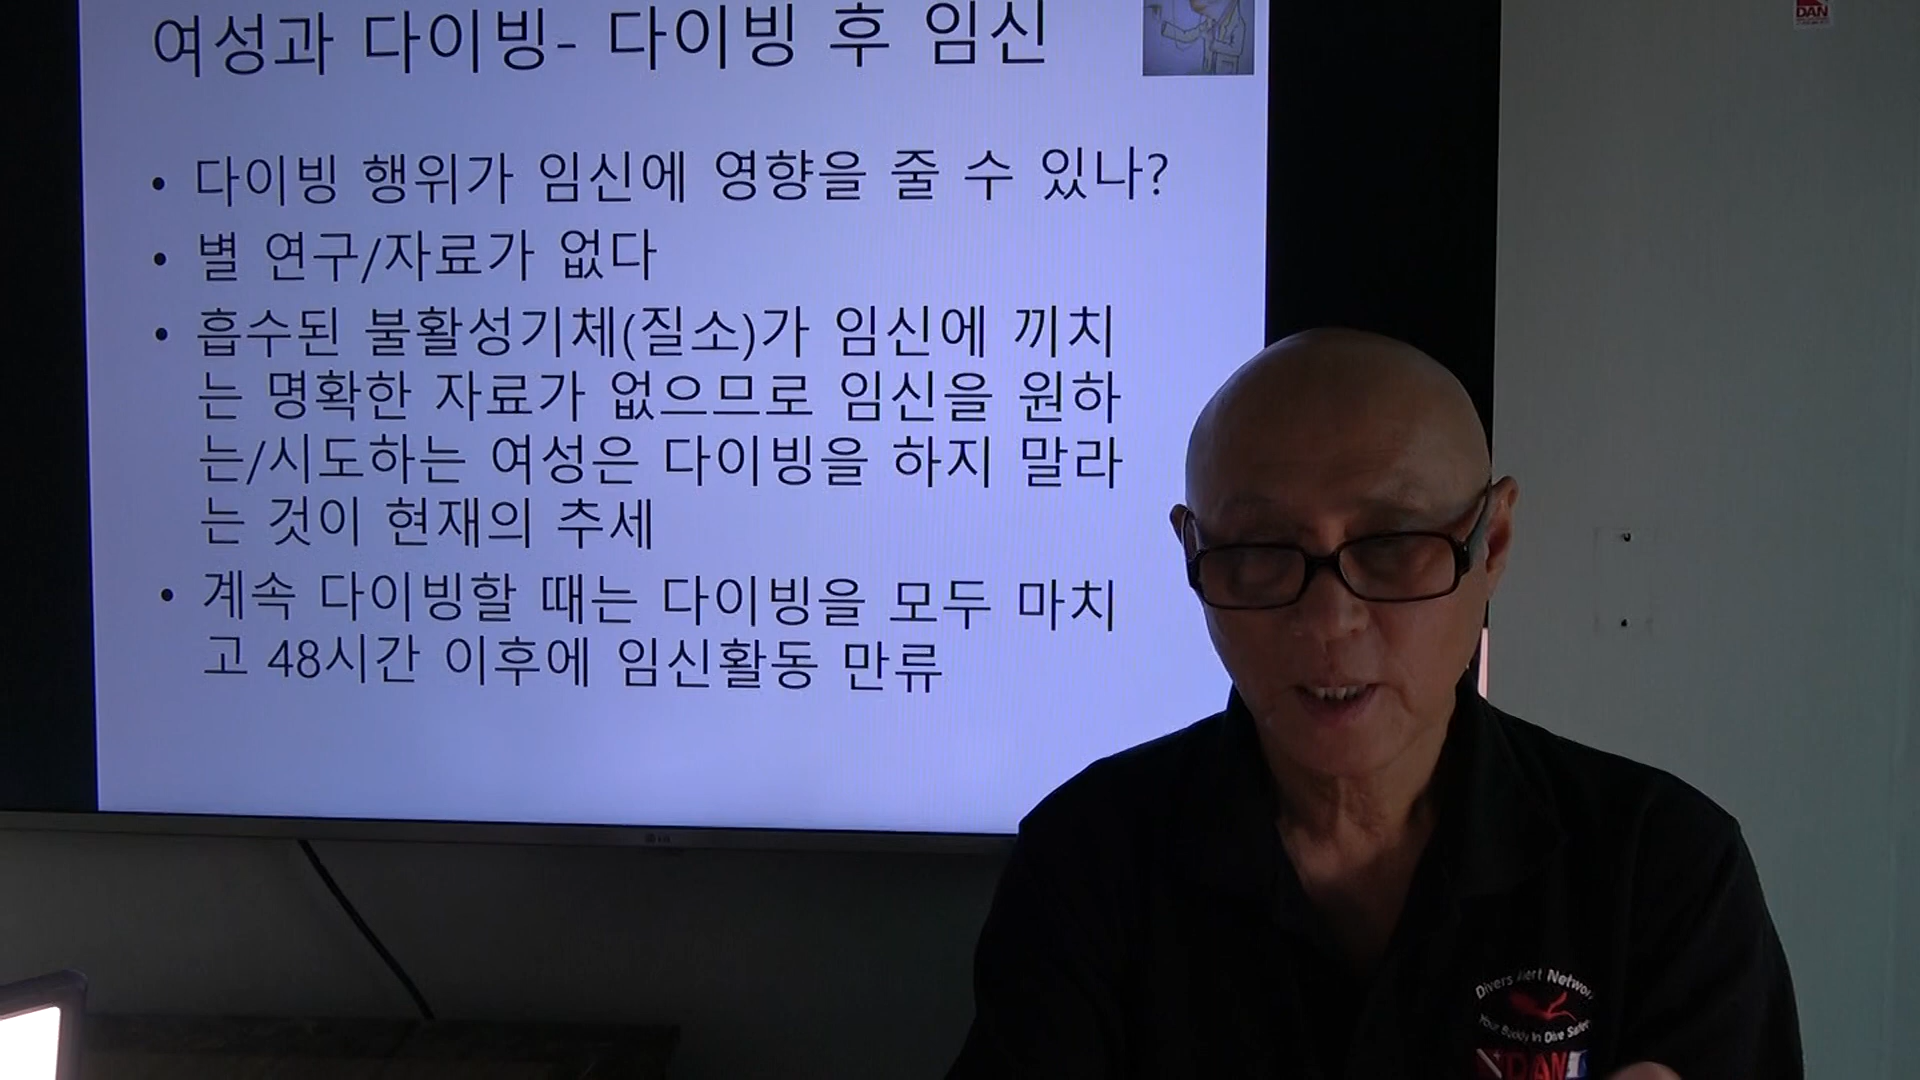 여성과 다이빙- 다이빙 후 임신
DAN
• 다이빙 행위가 임신에 영향을 줄 수 있나?
• 별 연구/자료가 없다
• 흡수된 불활성기체(질소)가 임신에 끼치
는 명확한 자료가 없으므로 임신을 원하
는/시도하는 여성은 다이빙을 하지 말라
는 것이 현재의 추세
• 계속 다이빙할 때는 다이빙을 모두 마치
고 48시간 이후에 임신활동 만류
LG
Divers Alert Network
Your Buddy In Dive Safety
DAN